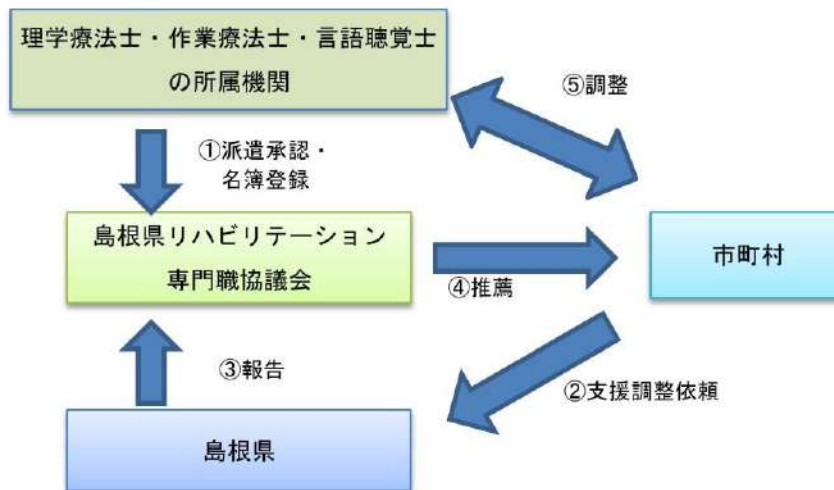 理学療法士・作業療法士・言語聴覚士
の所属機関
⑤調整
①派遣承認・
名簿登録
島根県リハビリテーション
専門職協議会
市町村
④推薦
③報告
②支援調整依頼
島根県